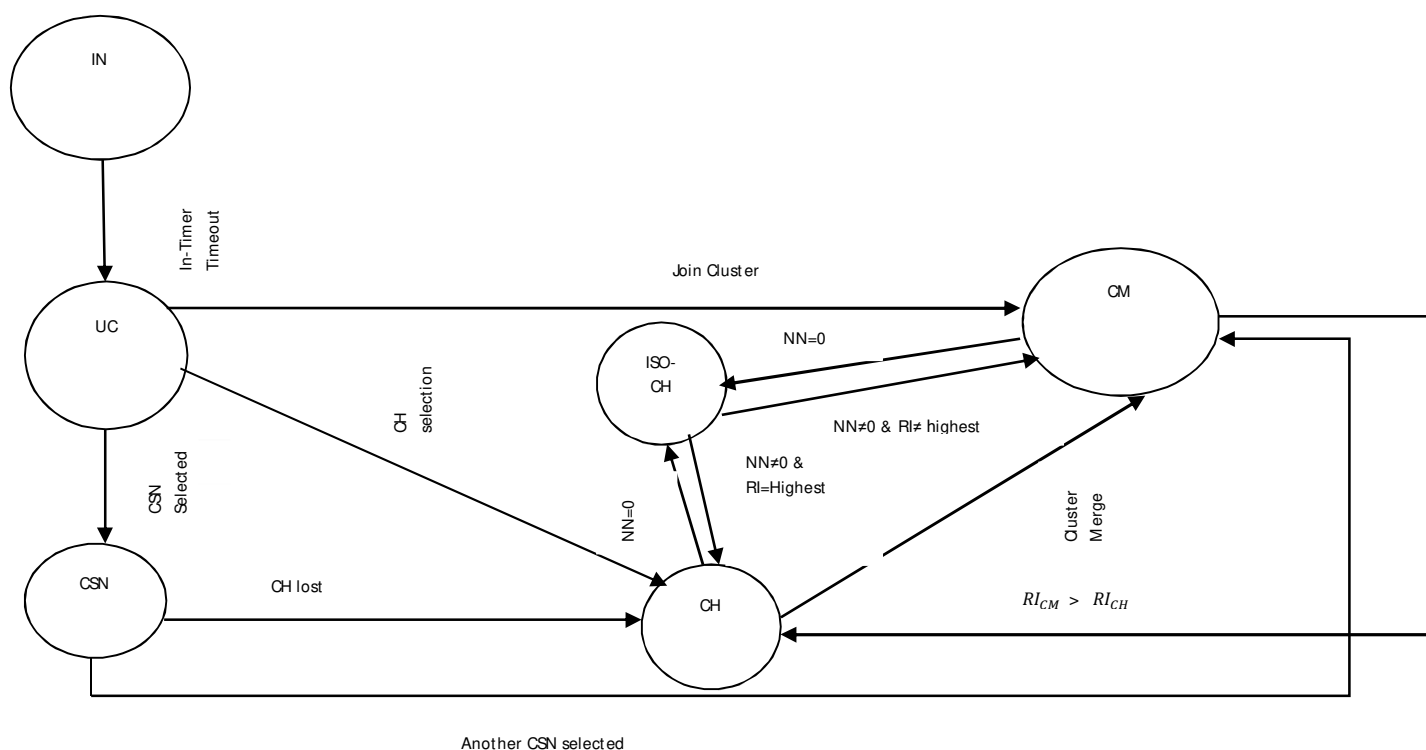 IN
In-Timer
Timeout
Join Cluster
CM
UC
NN=0
ISO-
CH
CH
selection
NN≠0 & RI≠ highest
NN≠0 &
RI=Highest
CSN
Selected
NN=0
Cluster
Merge
CSN
CH lost
CH
RI_CM > RI_CH
Another CSN selected